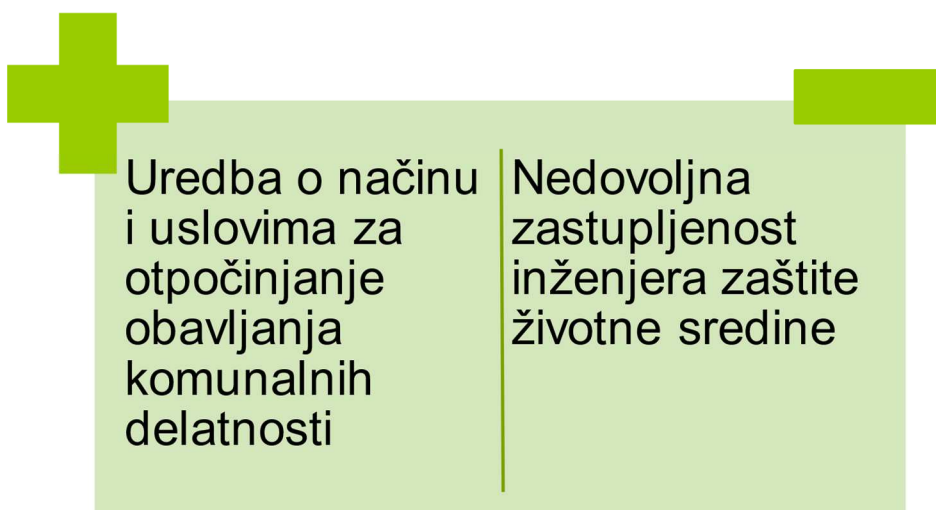 Uredba o načinu
i uslovima za
otpočinjanje
obavljanja
komunalnih
delatnosti
Nedovoljna
zastupljenost
inženjera zaštite
životne sredine